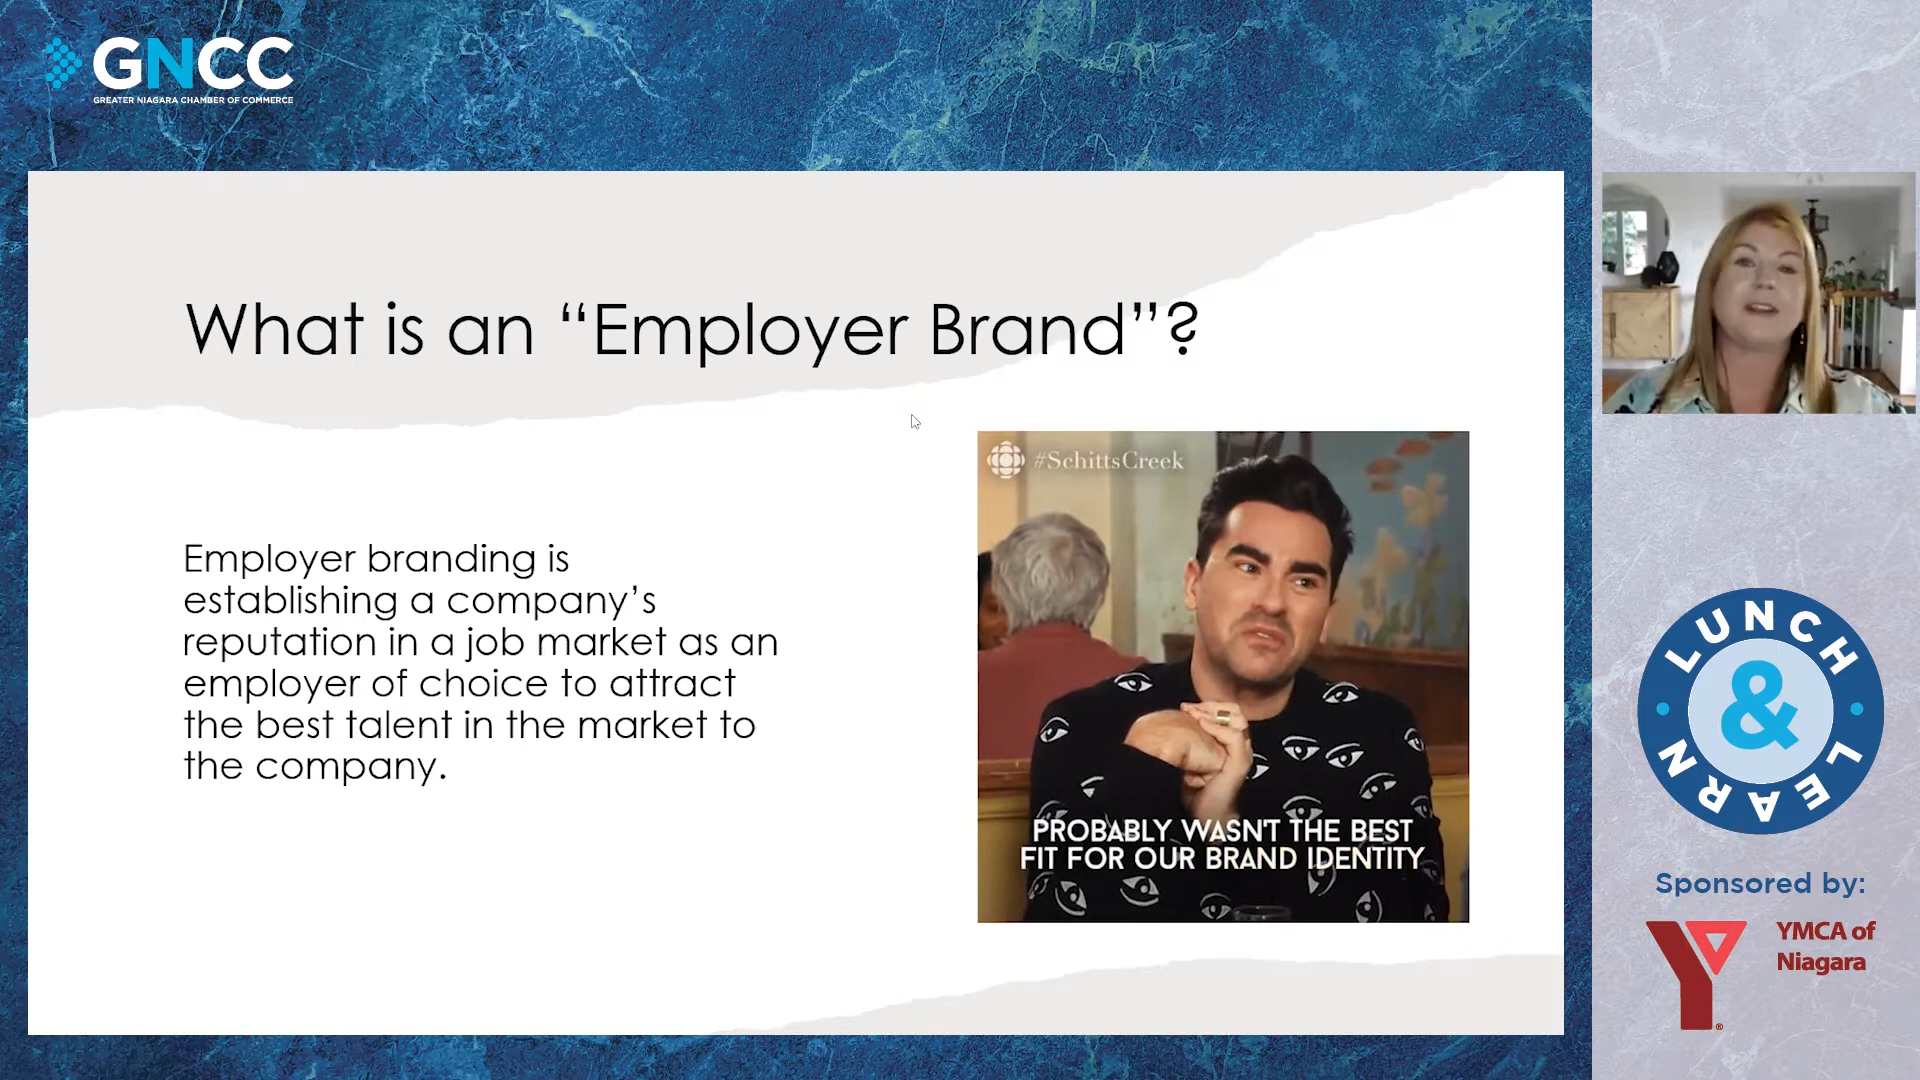 GNCC
GREATER NIAGARA CHAMBER OF COMMERCE
What is an “Employer Brand”?
Employer branding is
establishing a company’s
reputation in a job market as an
employer of choice to attract
the best talent in the market to
the company.
#SchittsCreek
PROBABLY WASN'T THE BEST
FIT FOR OUR BRAND IDENTITY
LUNCH
&
LEARN
Sponsored by:
YMCA of
Niagara